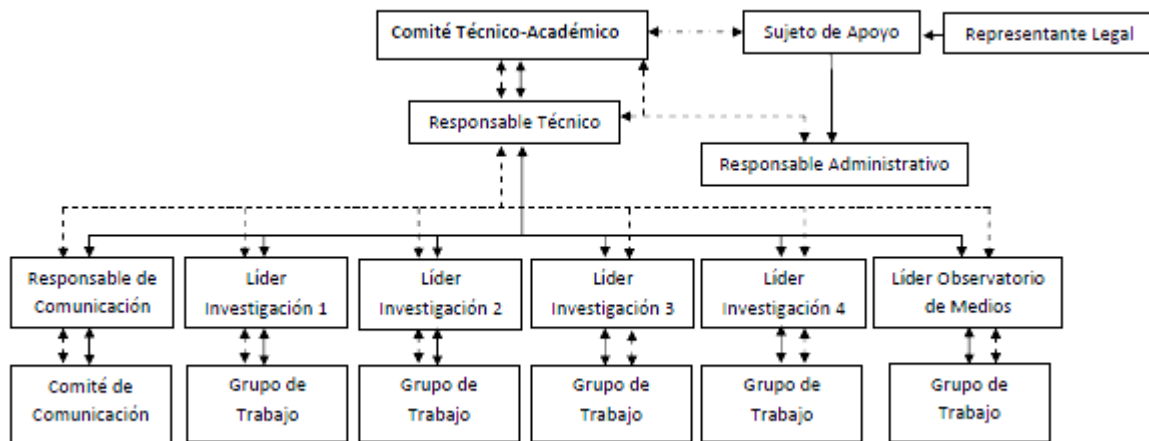 Comité Técnico-Académico
Sujeto de Apoyo
Representante Legal
Responsable Técnico
Responsable Administrativo
Responsable de
Comunicación
Líder
Investigación 1
Líder
Investigación 2
Líder
Investigación 3
Líder
Investigación 4
Líder Observatorio
de Medios
Comité de
Comunicación
Grupo de
Trabajo
Grupo de
Trabajo
Grupo de
Trabajo
Grupo de
Trabajo
Grupo de
Trabajo